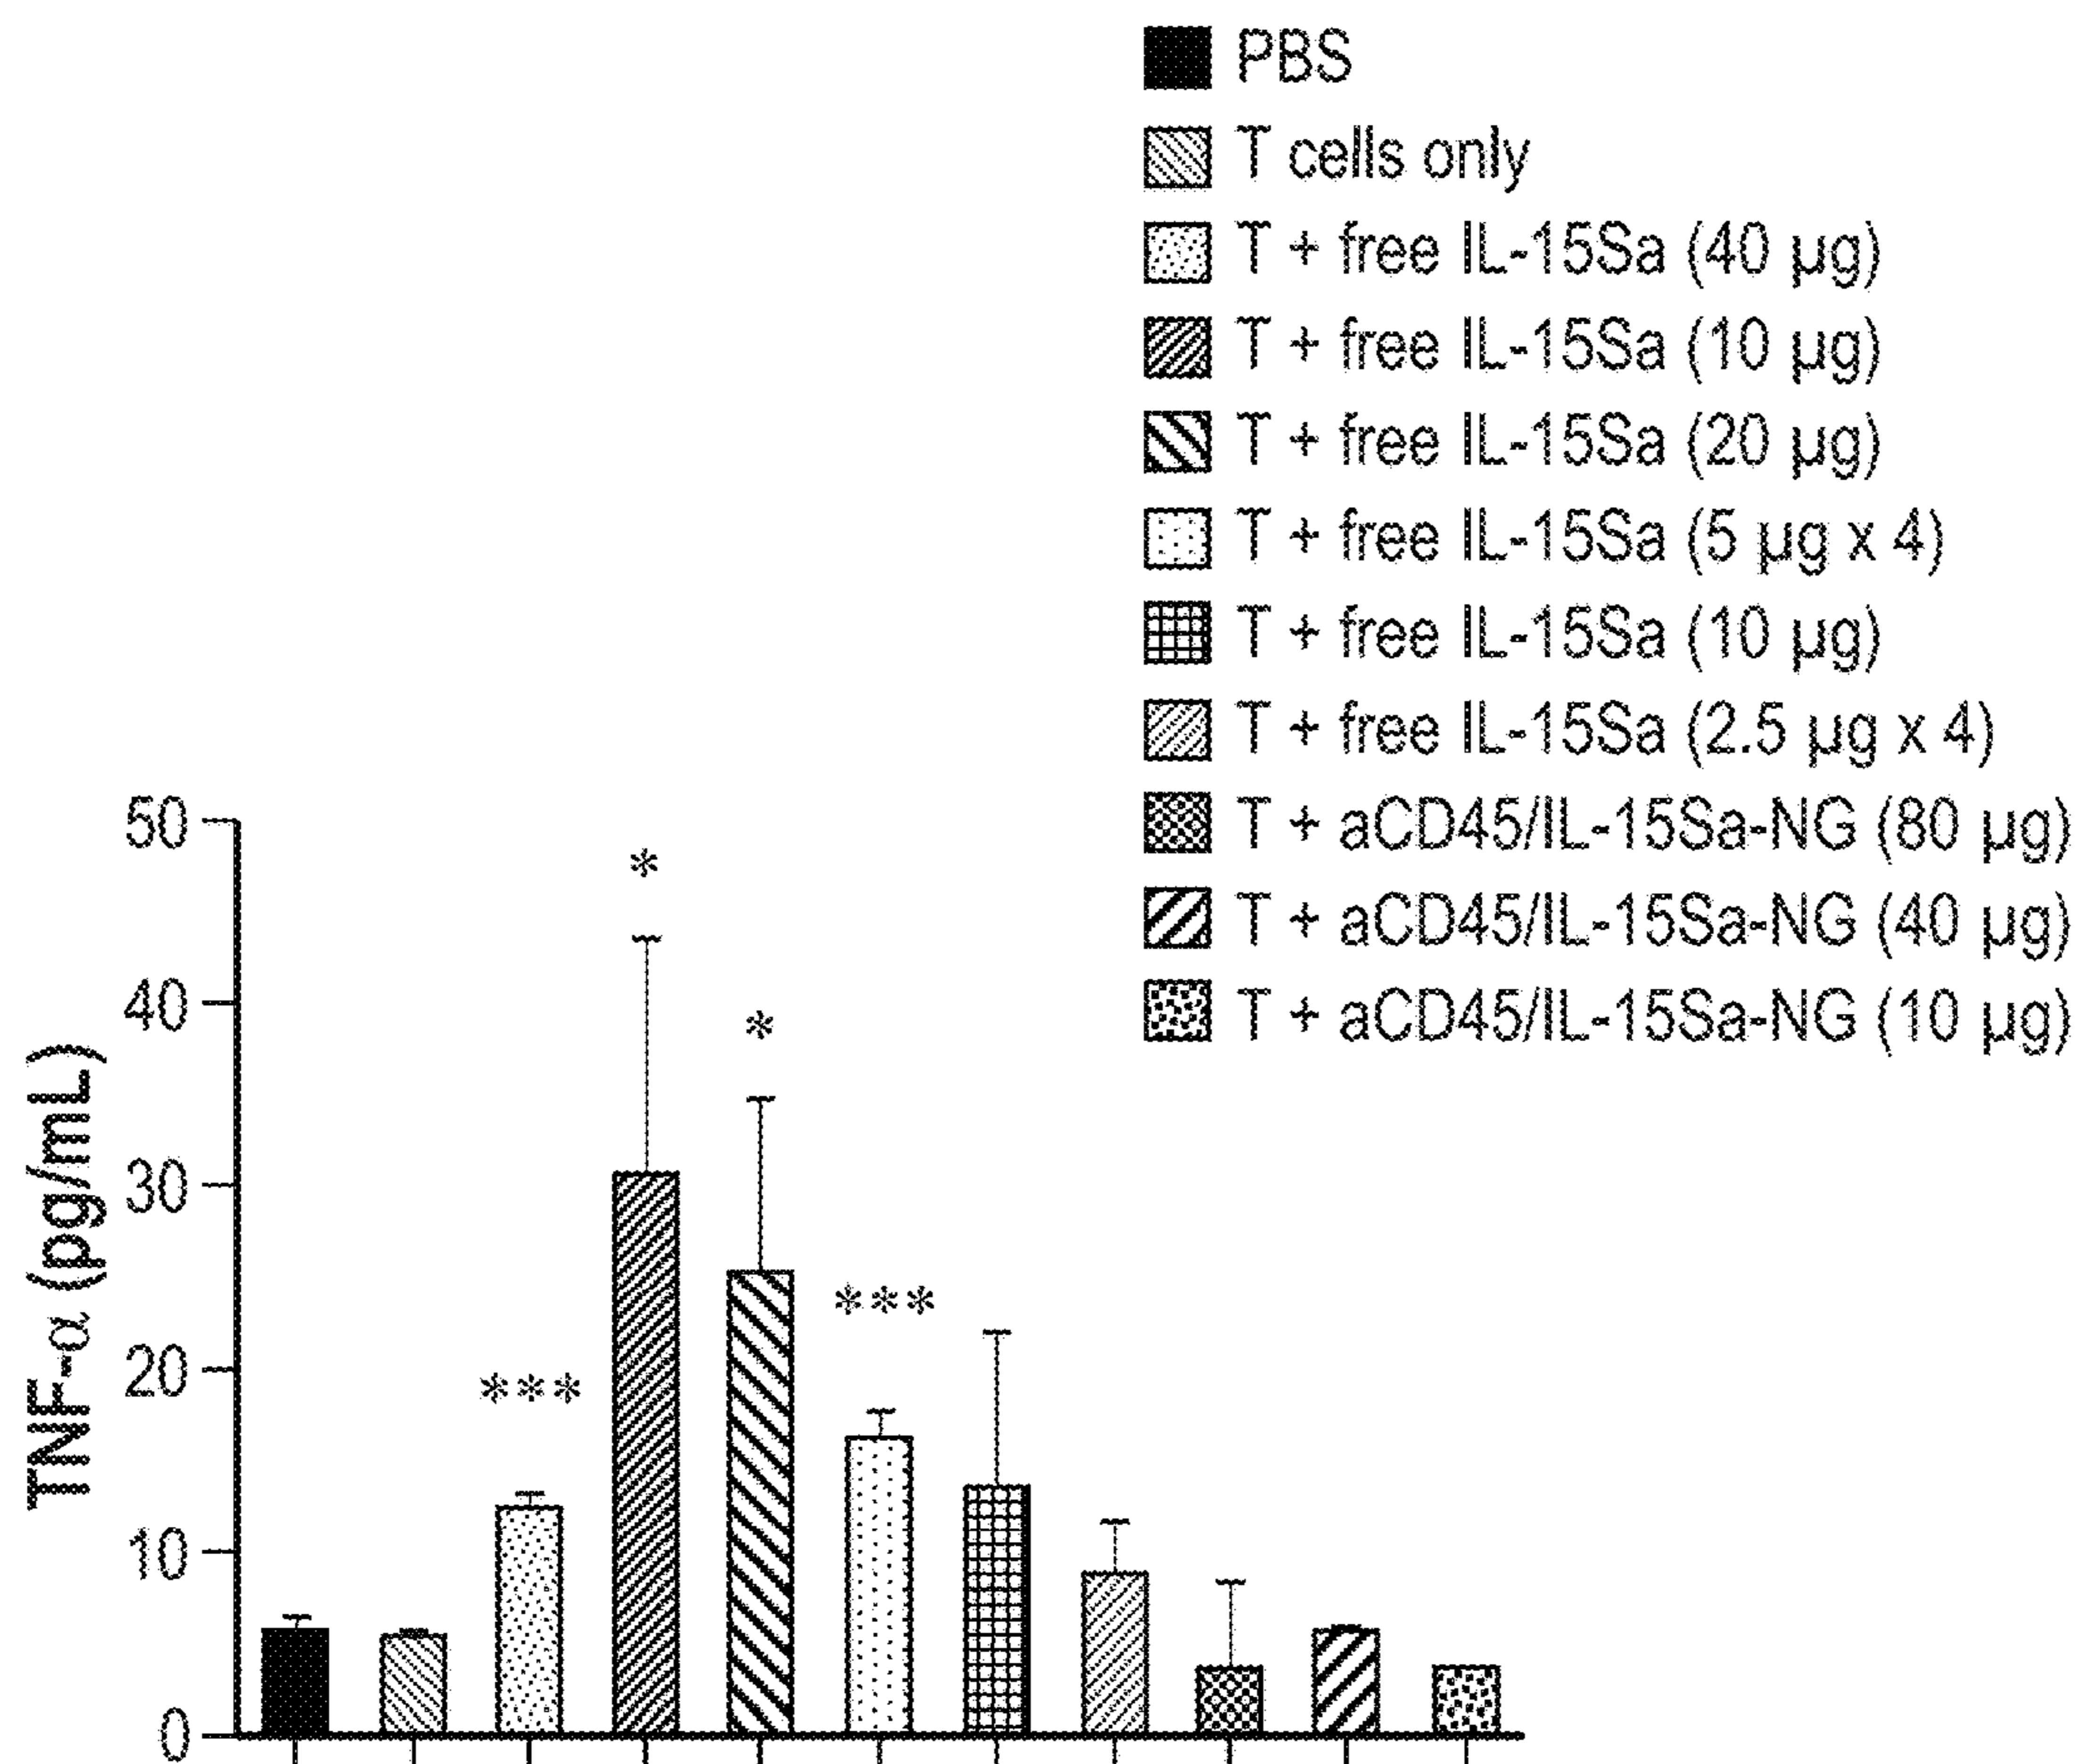 PBS
T cells only
T + free IL-15Sa (40 µg)
T + free IL-15Sa (10 µg)
T + free IL-15Sa (20 µg)
T + free IL-15Sa (5 µg x 4)
T + free IL-15Sa (10 µg)
T + free IL-15Sa (2.5 µg x 4)
T + aCD45/IL-15Sa-NG (80 µg)
T + aCD45/IL-15Sa-NG (40 µg)
T + aCD45/IL-15Sa-NG (10 µg)
TNF-α (pg/mL)
50
40
30
20
10
0
*
*
***
***